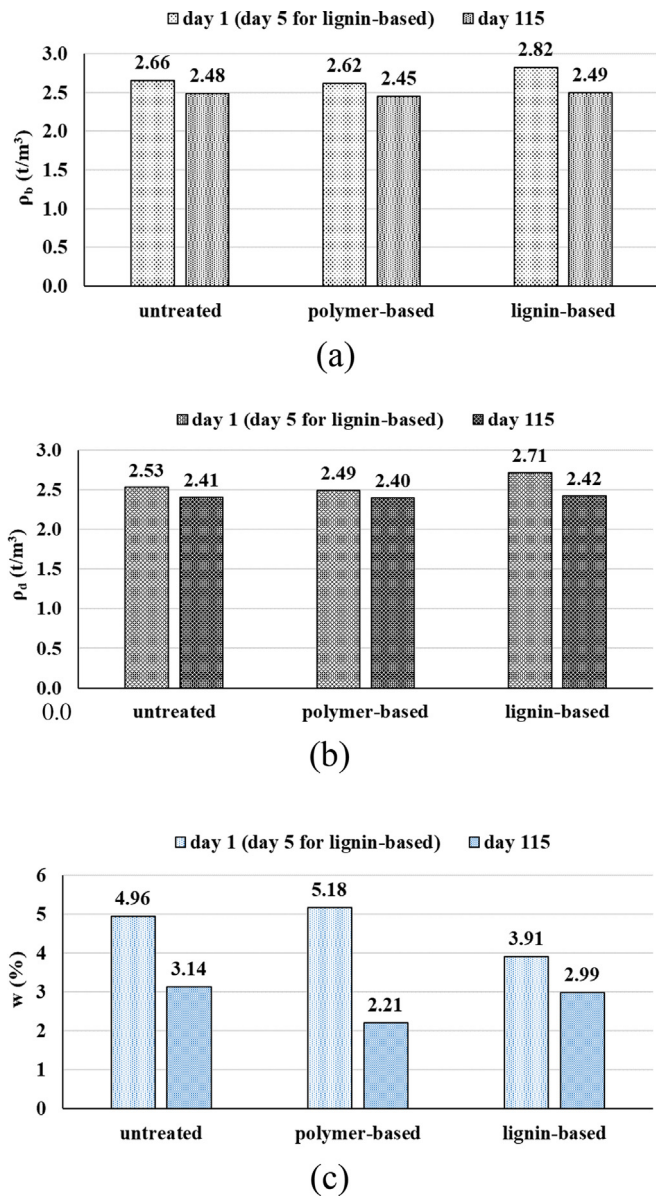 day 1 (day 5 for lignin-based) day 115
ρb (t/m³)
3.0
2.5
2.0
1.5
1.0
0.5
0.0
2.66 2.48 2.62 2.45 2.82 2.49
untreated polymer-based lignin-based
(a)
day 1 (day 5 for lignin-based) day 115
ρd (t/m³)
3.0
2.5
2.0
1.5
1.0
0.5
0.0
0.0
2.53 2.41 2.49 2.40 2.71 2.42
untreated polymer-based lignin-based
(b)
day 1 (day 5 for lignin-based) day 115
w (%)
6
5
4
3
2
1
0
4.96 3.14 5.18 2.21 3.91 2.99
untreated polymer-based lignin-based
(c)